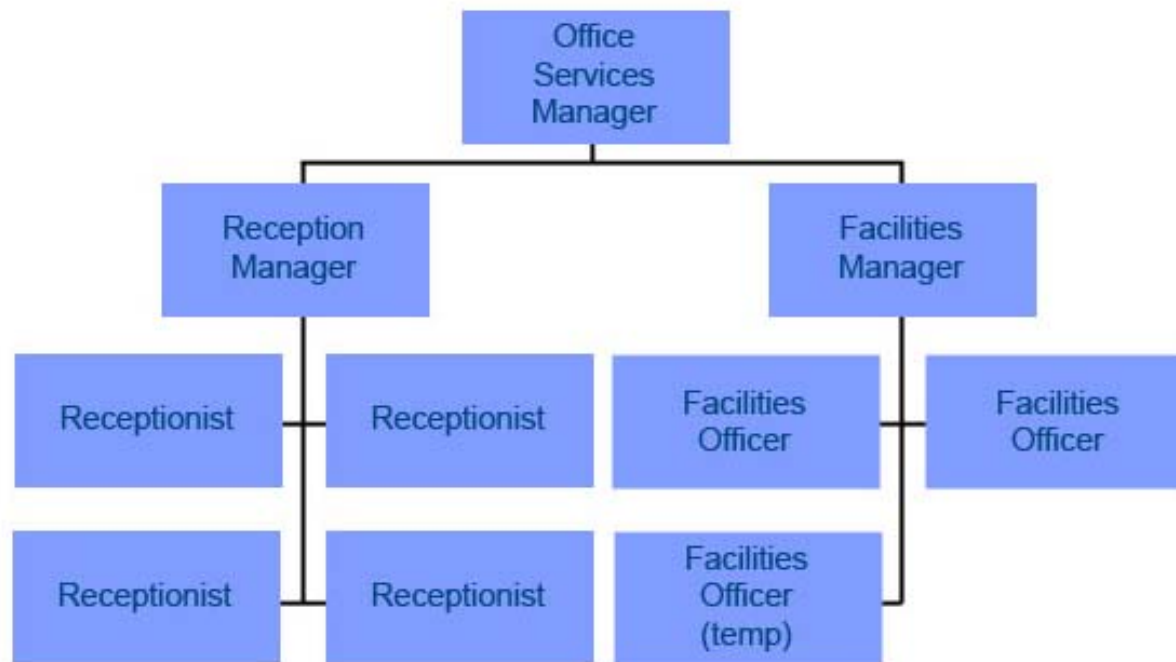 Office
Services
Manager
Reception
Manager
Facilities
Manager
Receptionist
Receptionist
Facilities
Officer
Facilities
Officer
Receptionist
Receptionist
Facilities
Officer
(temp)